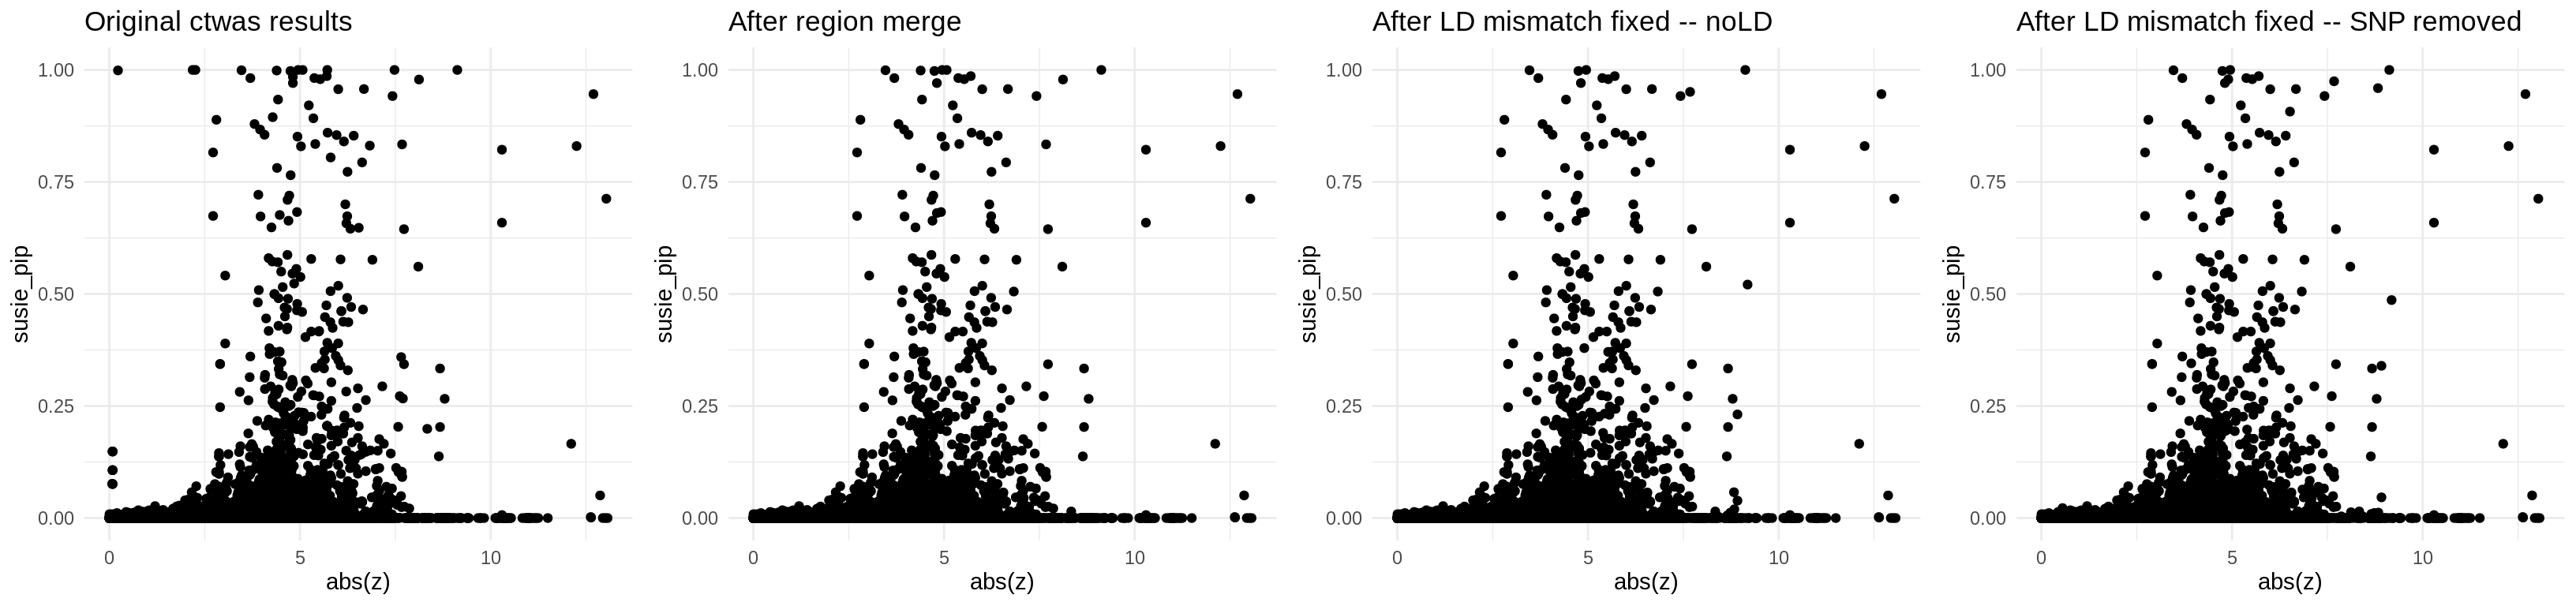 Original ctwas results
1.00
0.75
0.50
0.25
0.00
susie_pip
0
5
10
abs(z)
After region merge
1.00
0.75
0.50
0.25
0.00
susie_pip
0
5
10
abs(z)
After LD mismatch fixed -- noLD
1.00
0.75
0.50
0.25
0.00
susie_pip
0
5
10
abs(z)
After LD mismatch fixed -- SNP removed
1.00
0.75
0.50
0.25
0.00
susie_pip
0
5
10
abs(z)